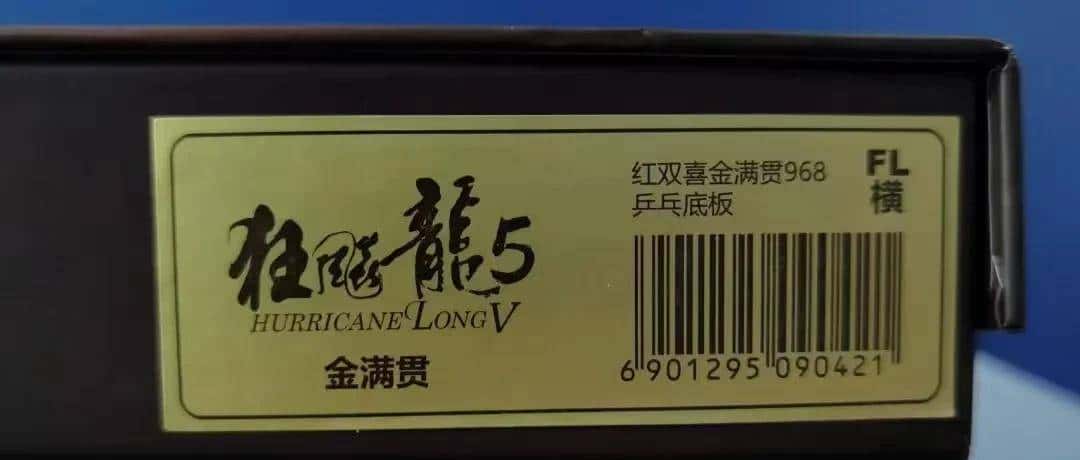 狂飚龍5
HURRICANE LONG V
金满贯
红双喜金满贯968
乒乓底板
FL
横
6 901295 090421